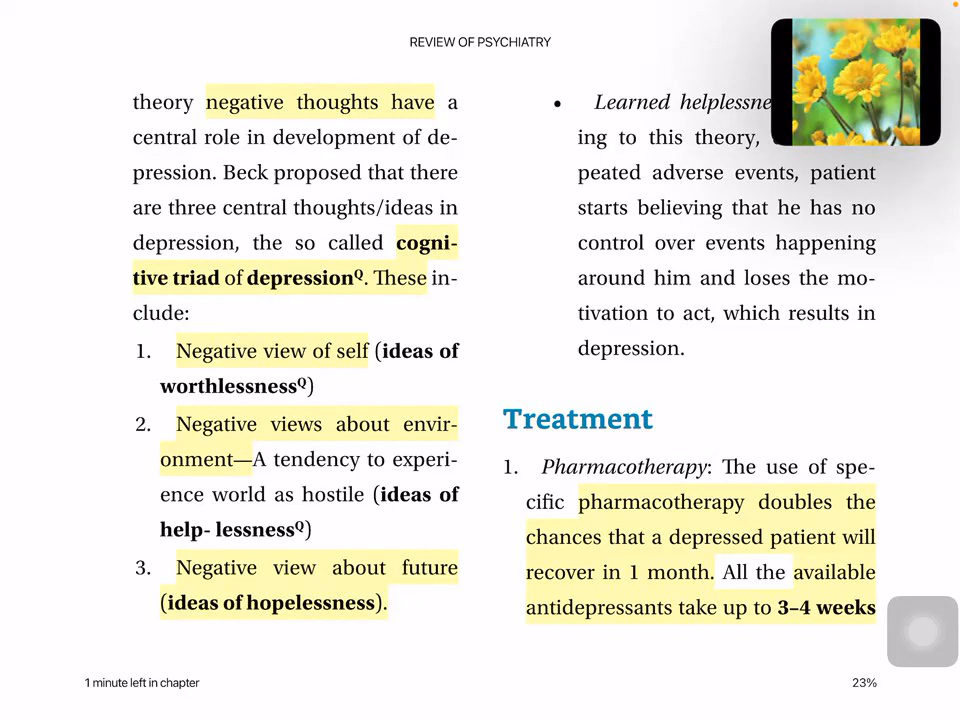 REVIEW OF PSYCHIATRY
theory negative thoughts have a
central role in development of de-
pression. Beck proposed that there
are three central thoughts/ideas in
depression, the so called cogni-
tive triad of depressionQ. These in-
clude:
1. Negative view of self (ideas of
worthlessnessQ)
2. Negative views about envir-
onment—A tendency to experi-
ence world as hostile (ideas of
help- lessnessQ)
3. Negative view about future
(ideas of hopelessness).
• Learned
ing to this theory,
peated adverse events, patient
starts believing that he has no
control over events happening
around him and loses the mo-
tivation to act, which results in
depression.
Treatment
1. Pharmacotherapy: The use of spe-
cific pharmacotherapy doubles the
chances that a depressed patient will
recover in 1 month. All the available
antidepressants take up to 3–4 weeks
1 minute left in chapter
23%